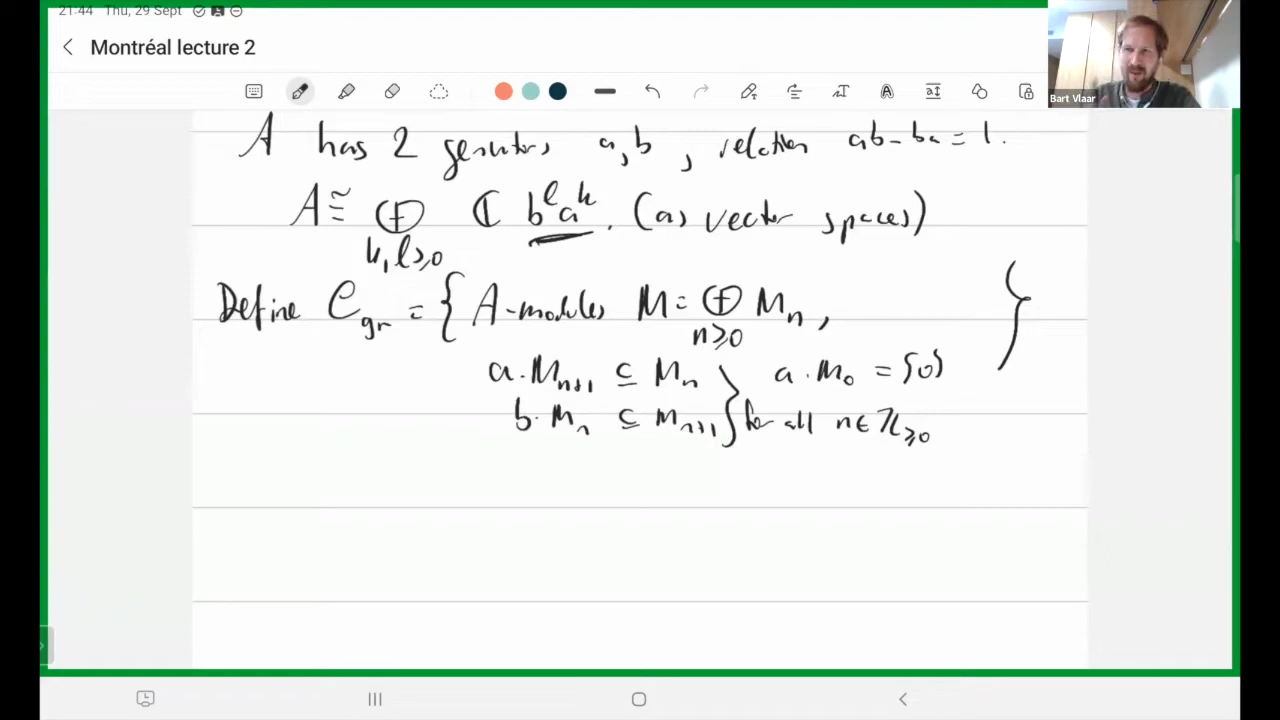 21:44 Thu, 29 Sept
Montréal lecture 2
Bart Vlaar
A has 2 generators a, b, relation ab - ba = 1.
A ≅ ⊕ ℂ bˡaᵏ. (as vector spaces)
k, l ≥ 0
Define C_gr = { A-modules M = ⊕ M_n, }
n ≥ 0
a·M_{n+1} ⊆ M_n } a·M_0 = {0}
b·M_n ⊆ M_{n+1} } for all n ∈ ℤ_{≥0}